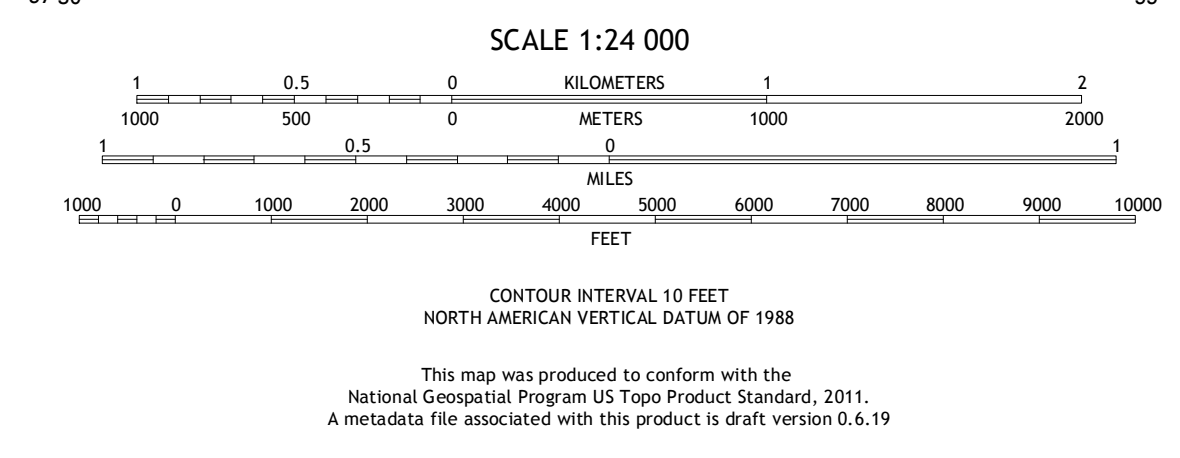 SCALE 1:24 000
1 0.5 0 KILOMETERS 1 2
1000 500 0 METERS 1000 2000
1 0.5 0 1
MILES
1000 0 1000 2000 3000 4000 5000 6000 7000 8000 9000 10000
FEET
CONTOUR INTERVAL 10 FEET
NORTH AMERICAN VERTICAL DATUM OF 1988
This map was produced to conform with the
National Geospatial Program US Topo Product Standard, 2011.
A metadata file associated with this product is draft version 0.6.19